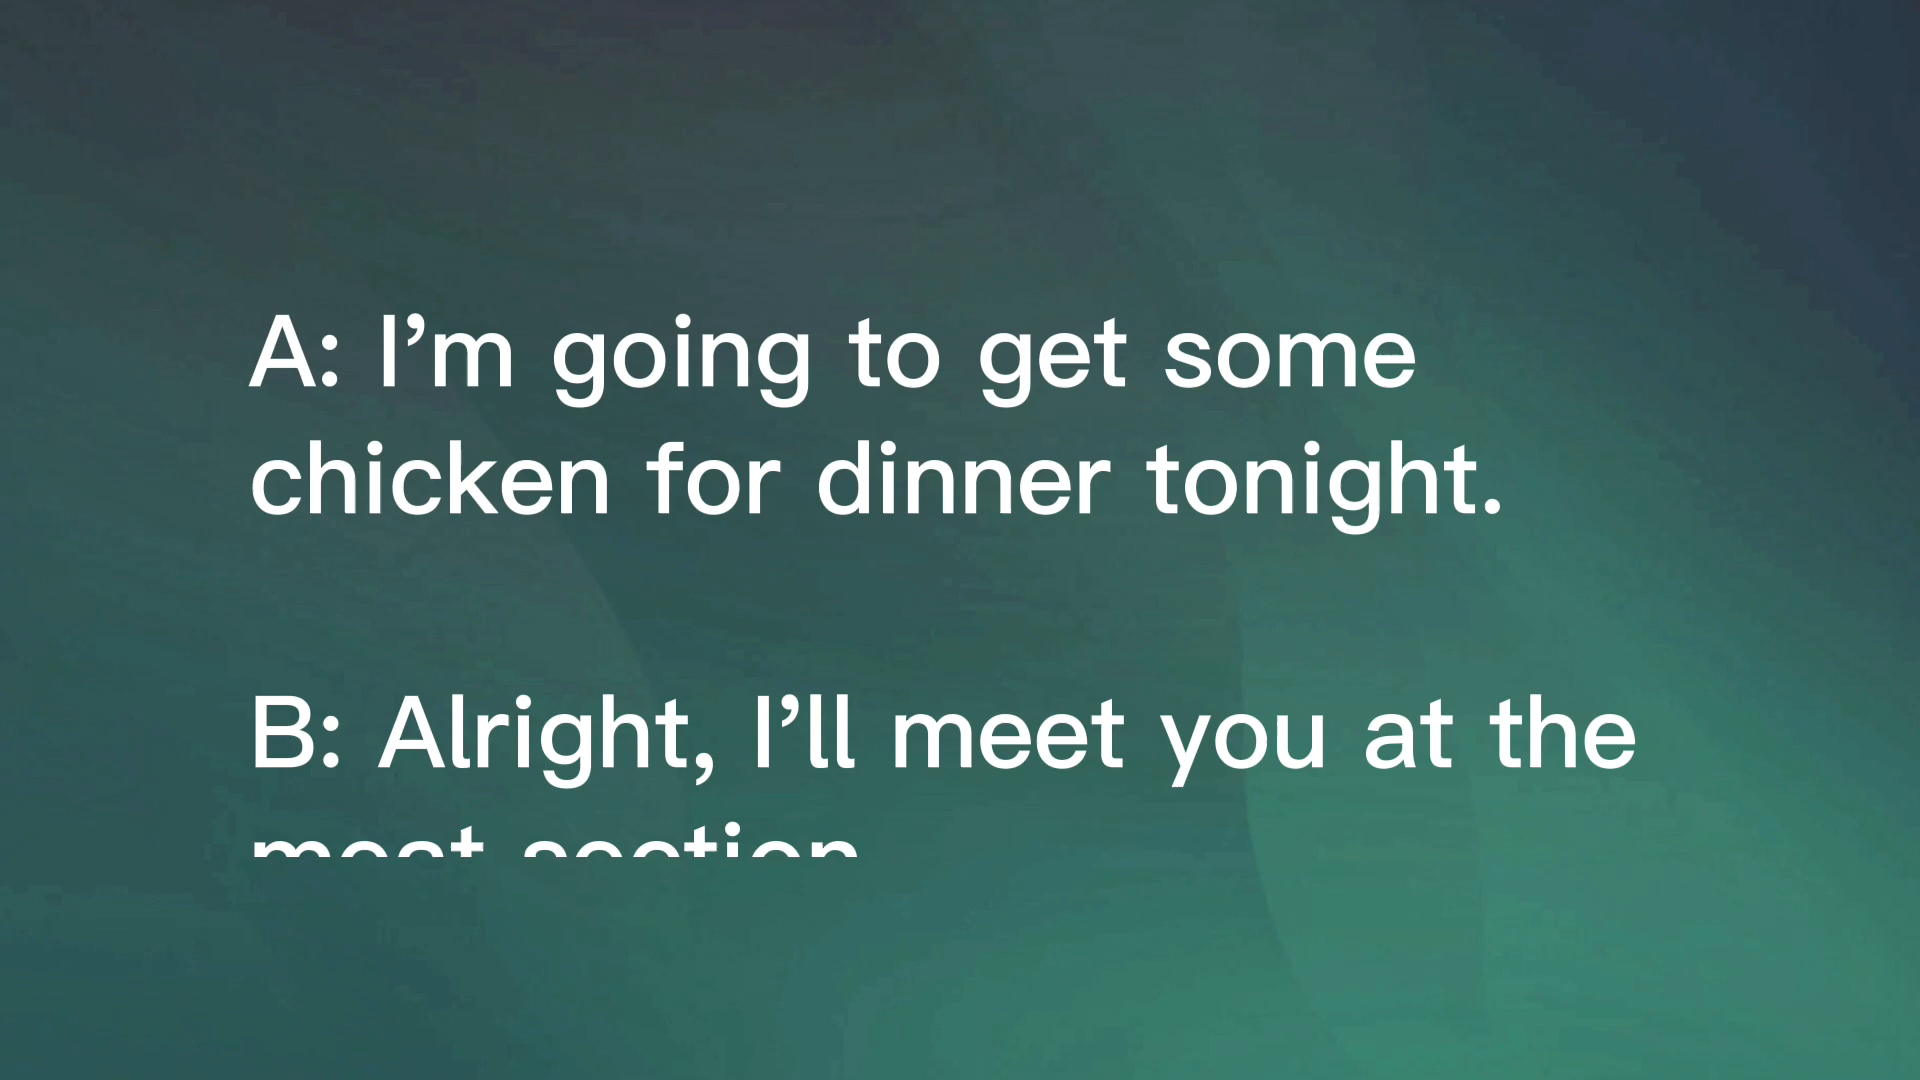 A: I’m going to get some
chicken for dinner tonight.
B: Alright, I’ll meet you at the
meat section